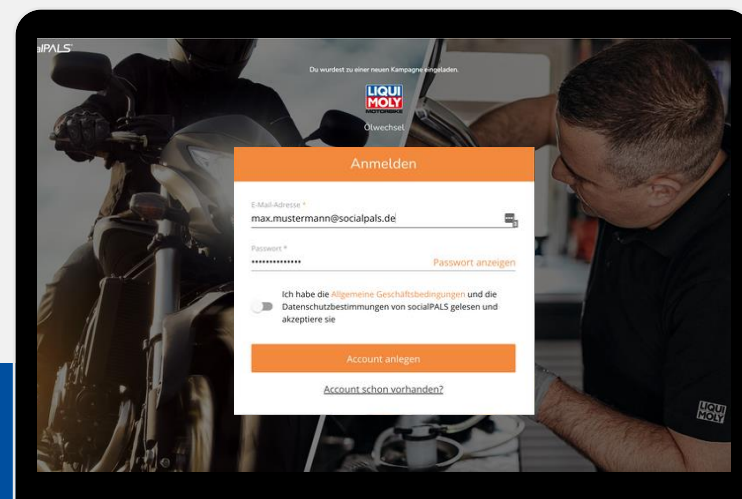 alPALS
Du wurdest zu einer neuen Kampagne eingeladen.
LIQUI
MOLY
MOTORBIKE
Ölwechsel
Anmelden
E-Mail-Adresse *
max.mustermann@socialpals.de
Passwort *
••••••••••••••
Passwort anzeigen
Ich habe die Allgemeine Geschäftsbedingungen und die
Datenschutzbestimmungen von socialPALS gelesen und
akzeptiere sie
Account anlegen
Account schon vorhanden?
LIQUI
MOLY